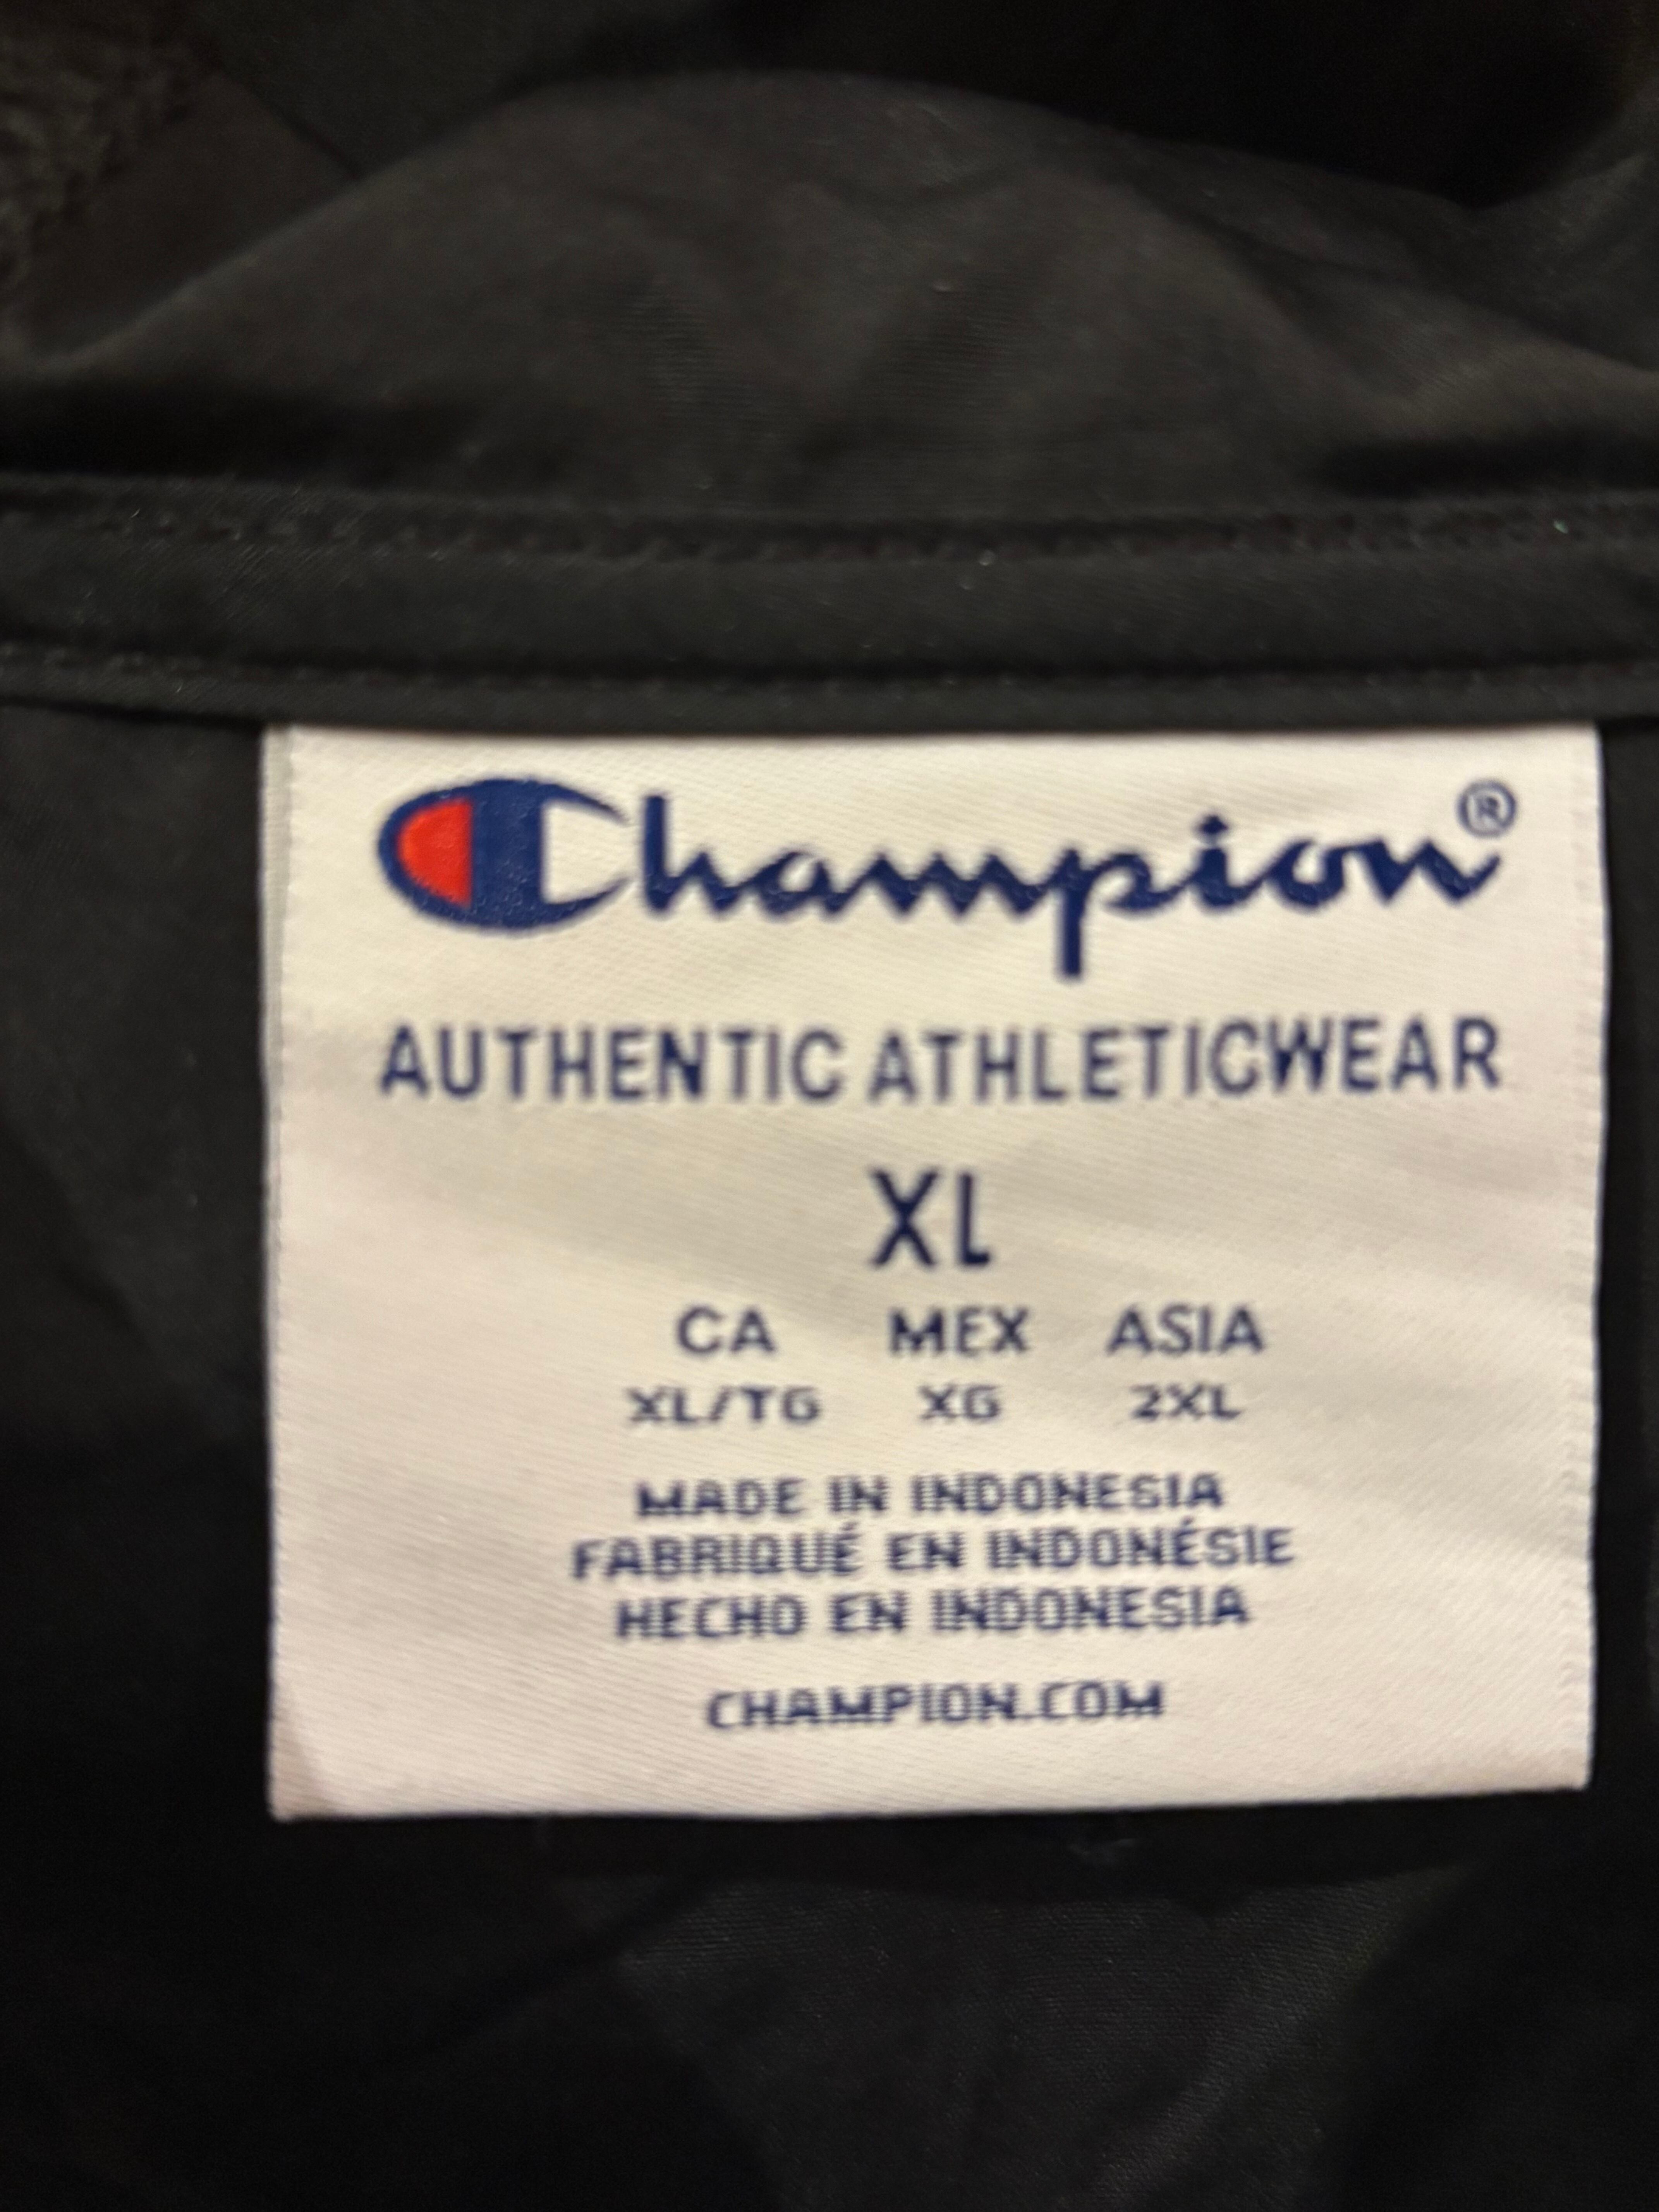 Champion®
AUTHENTIC ATHLETICWEAR
XL
CA MEX ASIA
XL/TG XG 2XL
MADE IN INDONESIA
FABRIQUÉ EN INDONÉSIE
HECHO EN INDONESIA
CHAMPION.COM